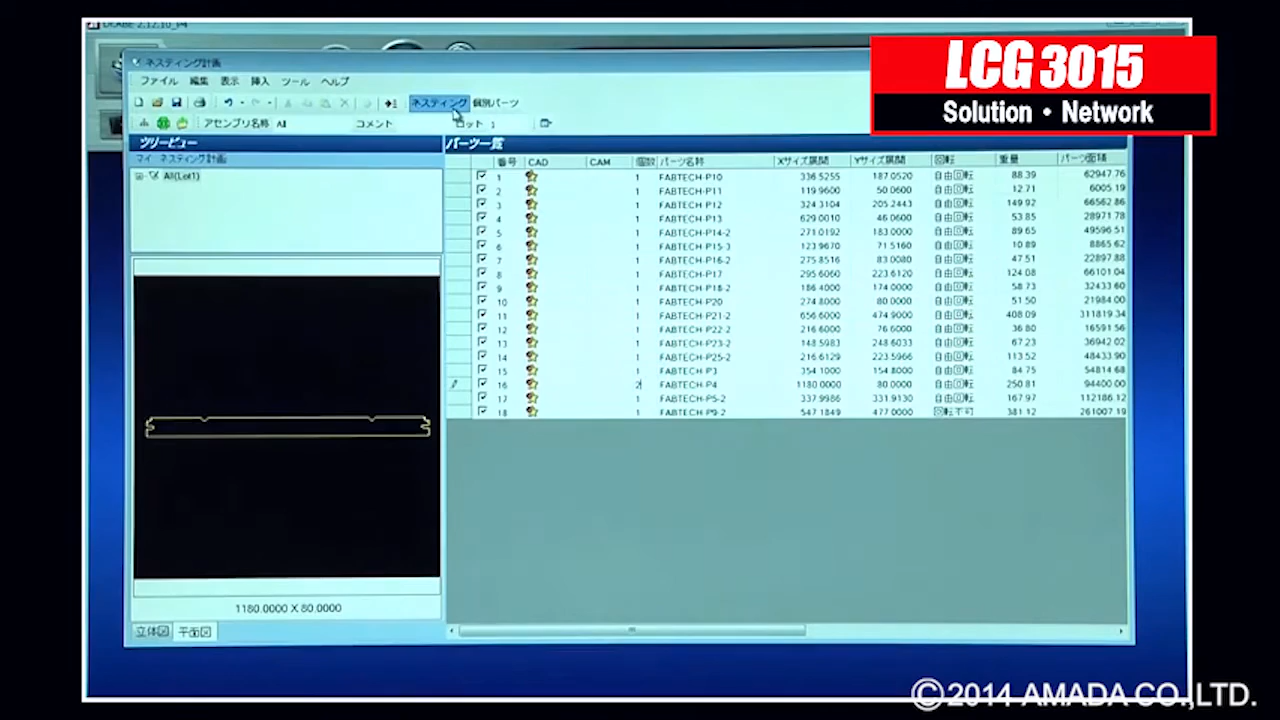 LCG 3015
Solution・Network
ネスティング計画
ファイル 編集 表示 挿入 ツール ヘルプ
ネスティング 個別パーツ
アセンブリ名称 All コメント ロット 1
ツリービュー
マイ ネスティング計画
All(Lot1)
パーツ一覧
番号 CAD CAM 個数 パーツ名称 Xサイズ展開 Yサイズ展開 回転 重量 パーツ面積
1 1 FABTECH-P10 336.5255 187.0520 自由回転 88.39 62947.76
2 1 FABTECH-P11 119.9600 50.0600 自由回転 12.71 6005.19
3 1 FABTECH-P12 324.3104 205.2443 自由回転 149.92 66562.86
4 1 FABTECH-P13 629.0010 46.0600 自由回転 53.85 28971.78
5 1 FABTECH-P14-2 271.0192 183.0000 自由回転 89.65 49596.51
6 1 FABTECH-P15-3 123.9670 71.5160 自由回転 10.89 8865.62
7 1 FABTECH-P16-2 275.8516 83.0080 自由回転 47.51 22897.88
8 1 FABTECH-P17 295.6060 223.6120 自由回転 124.08 66101.04
9 1 FABTECH-P18-2 186.4000 174.0000 自由回転 58.73 32433.60
10 1 FABTECH-P20 274.8000 80.0000 自由回転 51.50 21984.00
11 1 FABTECH-P21-2 656.6000 474.9000 自由回転 408.09 311819.34
12 1 FABTECH-P22-2 216.6000 76.6000 自由回転 36.80 16591.56
13 1 FABTECH-P23-2 148.5983 248.6033 自由回転 67.23 36942.02
14 1 FABTECH-P25-2 216.6129 223.5966 自由回転 113.52 48433.90
15 1 FABTECH-P3 354.1000 154.8000 自由回転 84.75 54814.68
16 2 FABTECH-P4 1180.0000 80.0000 自由回転 250.81 94400.00
17 1 FABTECH-P5-2 337.9986 331.9130 自由回転 167.97 112186.12
18 1 FABTECH-P9-2 547.1849 477.0000 回転不可 381.12 261007.19
1180.0000 X 80.0000
立体図 平面図
©2014 AMADA CO.,LTD.